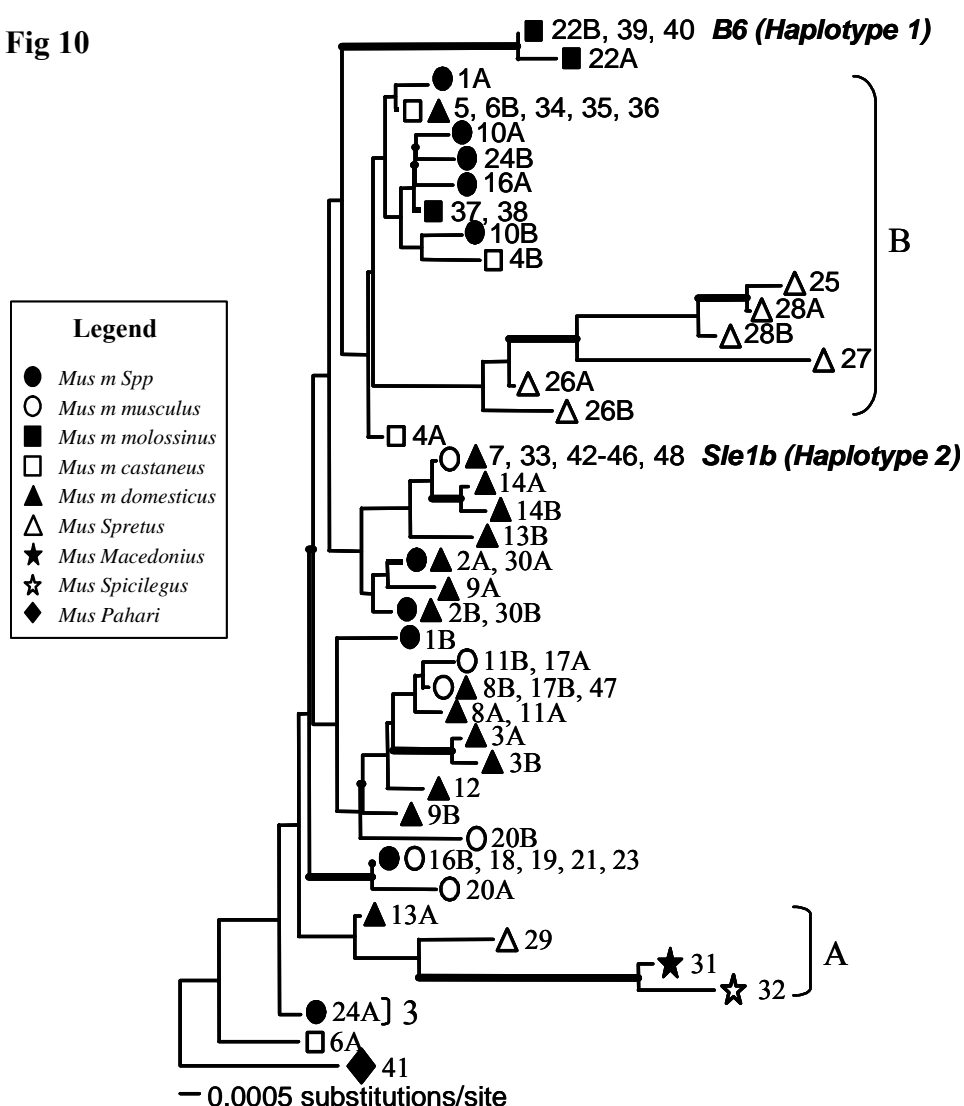 Fig 10
22B, 39, 40 B6 (Haplotype 1)
22A
1A
5, 6B, 34, 35, 36
10A
24B
16A
37, 38
10B
4B
B
25
28A
28B
27
26A
26B
4A
7, 33, 42-46, 48 Sle1b (Haplotype 2)
14A
14B
13B
2A, 30A
9A
2B, 30B
1B
11B, 17A
8B, 17B, 47
8A, 11A
3A
3B
12
9B
20B
16B, 18, 19, 21, 23
20A
13A
29
A
31
32
24A] 3
6A
41
0.0005 substitutions/site
Legend
Mus m Spp
Mus m musculus
Mus m molossinus
Mus m castaneus
Mus m domesticus
Mus Spretus
Mus Macedonius
Mus Spicilegus
Mus Pahari